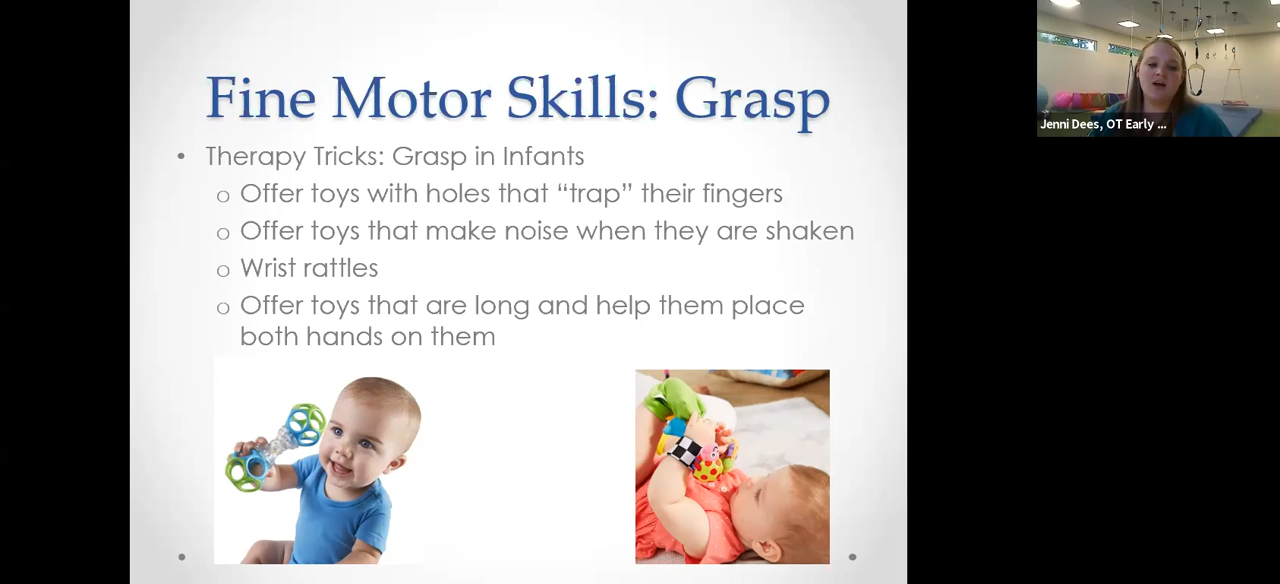 Fine Motor Skills: Grasp
• Therapy Tricks: Grasp in Infants
o Offer toys with holes that “trap” their fingers
o Offer toys that make noise when they are shaken
o Wrist rattles
o Offer toys that are long and help them place
both hands on them
Jenni Dees, OT Early ...